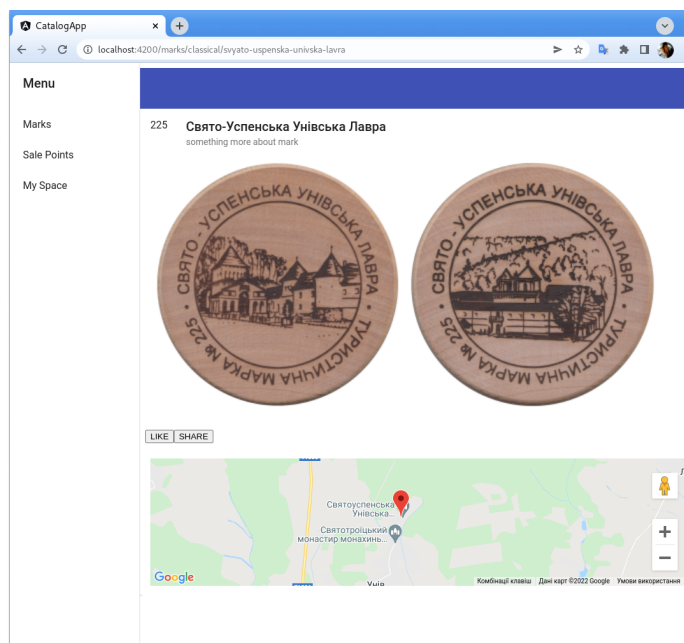 CatalogApp
localhost:4200/marks/classical/svyato-uspenska-univska-lavra
Menu
Marks
Sale Points
My Space
225
Свято-Успенська Унівська Лавра
something more about mark
СВЯТО - УСПЕНСЬКА УНІВСЬКА ЛАВРА
• ТУРИСТИЧНА МАРКА № 225 •
СВЯТО - УСПЕНСЬКА УНІВСЬКА ЛАВРА
• ТУРИСТИЧНА МАРКА № 225 •
LIKE SHARE
Святоуспенська
Унівська...
Святотроїцький
монастир монахинь...
Унів
Google
Комбінації клавіш Дані карт ©2022 Google Умови використання